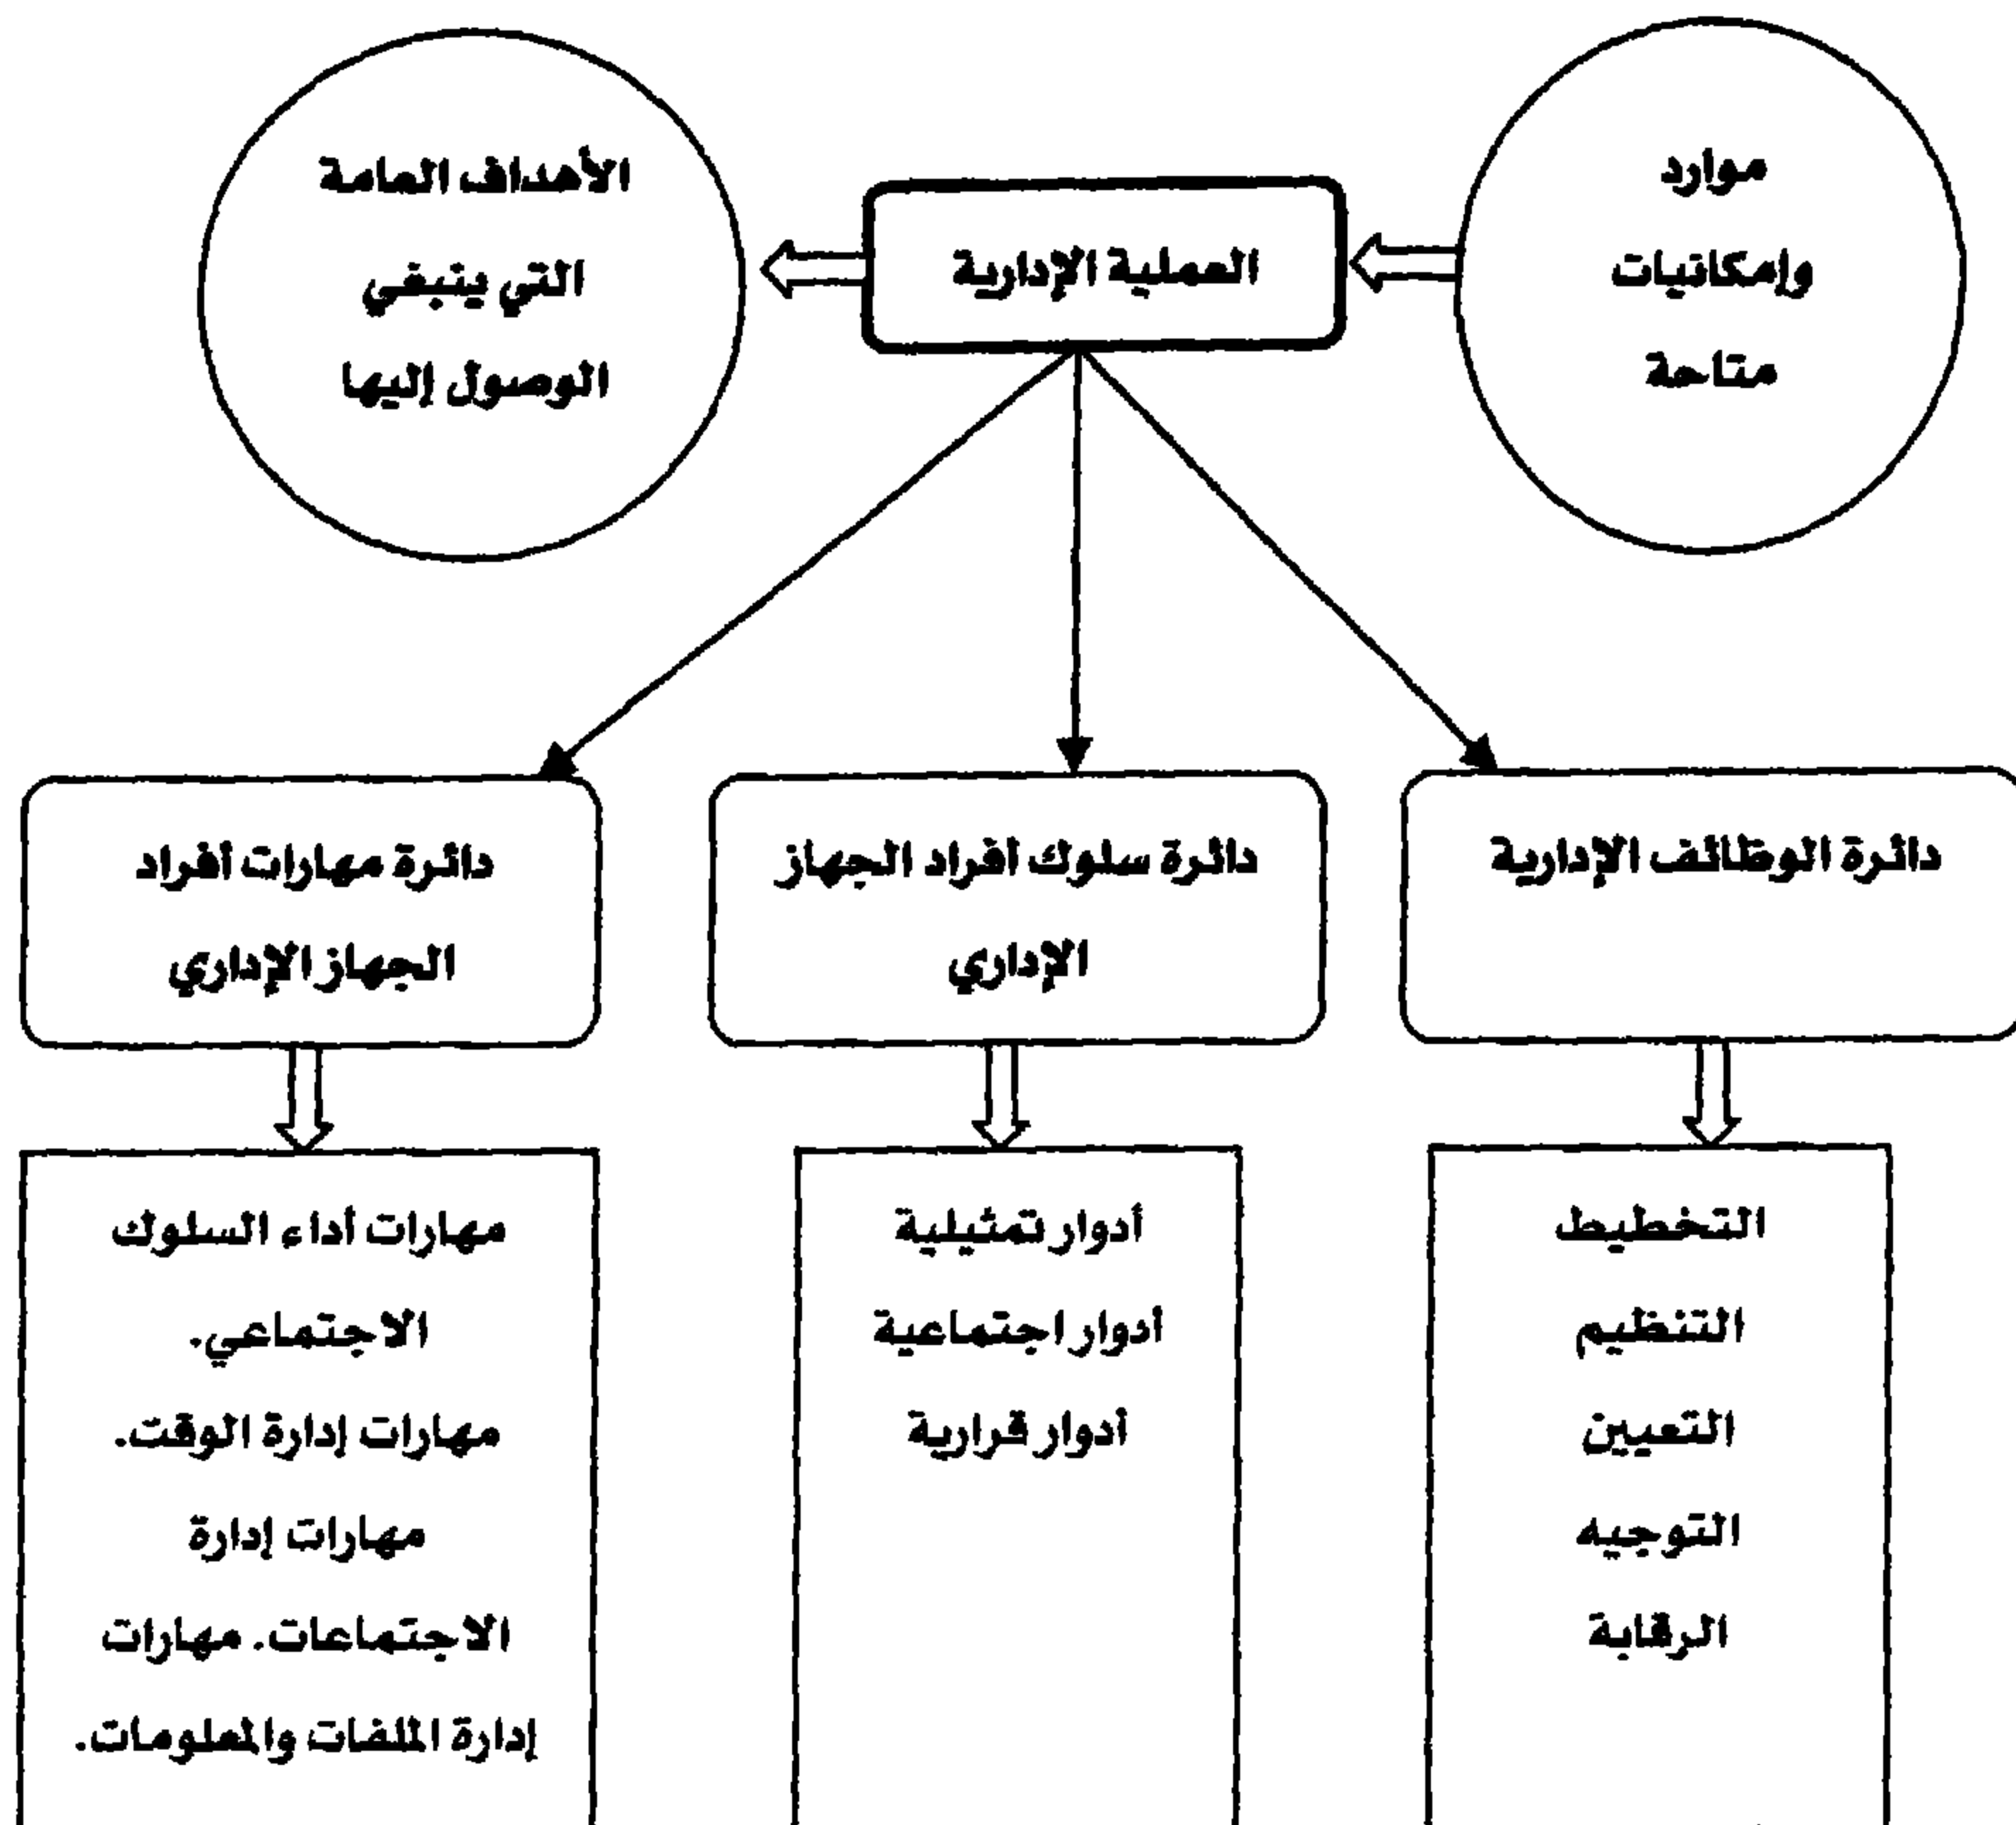 موارد
وإمكانيات
متاحة
العملية الإدارية
الأهداف العامة
التي ينبغي
الوصول إليها
دائرة الوظائف الإدارية
دائرة سلوك أفراد الجهاز
الإداري
دائرة مهارات أفراد
الجهاز الإداري
التخطيط
التنظيم
التعيين
التوجيه
الرقابة
أدوار تمثيلية
أدوار اجتماعية
أدوار قرارية
مهارات أداء السلوك
الاجتماعي.
مهارات إدارة الوقت.
مهارات إدارة
الاجتماعات. مهارات
إدارة الملفات والمعلومات.